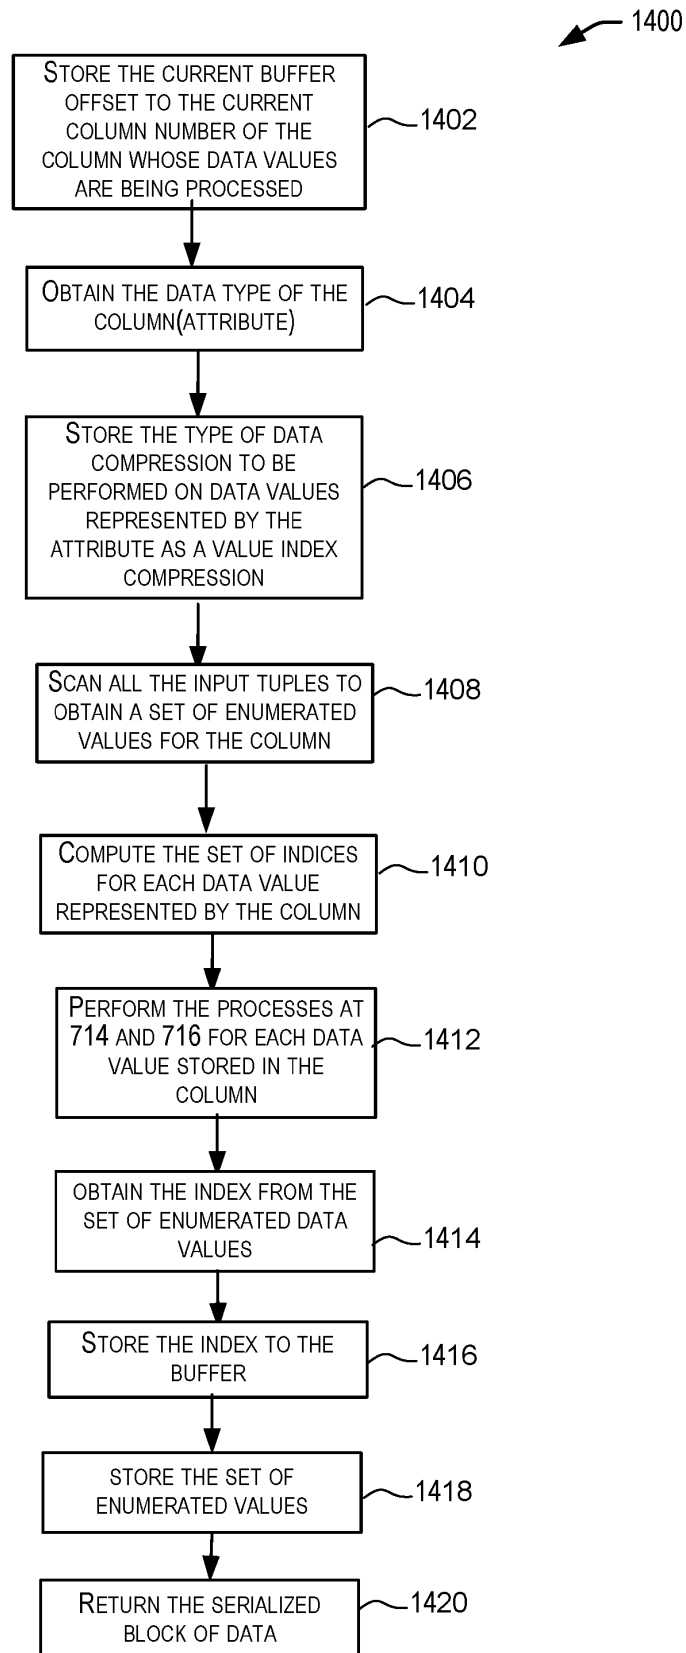 1400
STORE THE CURRENT BUFFER
OFFSET TO THE CURRENT
COLUMN NUMBER OF THE
COLUMN WHOSE DATA VALUES
ARE BEING PROCESSED
1402
OBTAIN THE DATA TYPE OF THE
COLUMN(ATTRIBUTE)
1404
STORE THE TYPE OF DATA
COMPRESSION TO BE
PERFORMED ON DATA VALUES
REPRESENTED BY THE
ATTRIBUTE AS A VALUE INDEX
COMPRESSION
1406
SCAN ALL THE INPUT TUPLES TO
OBTAIN A SET OF ENUMERATED
VALUES FOR THE COLUMN
1408
COMPUTE THE SET OF INDICES
FOR EACH DATA VALUE
REPRESENTED BY THE COLUMN
1410
PERFORM THE PROCESSES AT
714 AND 716 FOR EACH DATA
VALUE STORED IN THE
COLUMN
1412
OBTAIN THE INDEX FROM THE
SET OF ENUMERATED DATA
VALUES
1414
STORE THE INDEX TO THE
BUFFER
1416
STORE THE SET OF
ENUMERATED VALUES
1418
RETURN THE SERIALIZED
BLOCK OF DATA
1420